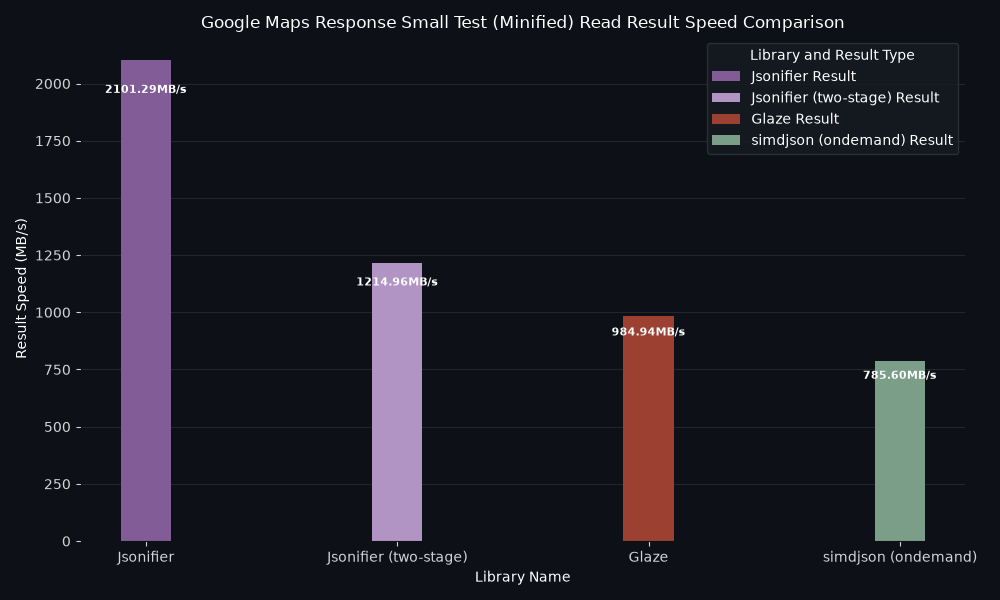 Google Maps Response Small Test (Minified) Read Result Speed Comparison
Library and Result Type
Jsonifier Result
Jsonifier (two-stage) Result
Glaze Result
simdjson (ondemand) Result
Result Speed (MB/s)
2000
1750
1500
1250
1000
750
500
250
0
2101.29MB/s
1214.96MB/s
984.94MB/s
785.60MB/s
Jsonifier
Jsonifier (two-stage)
Glaze
simdjson (ondemand)
Library Name